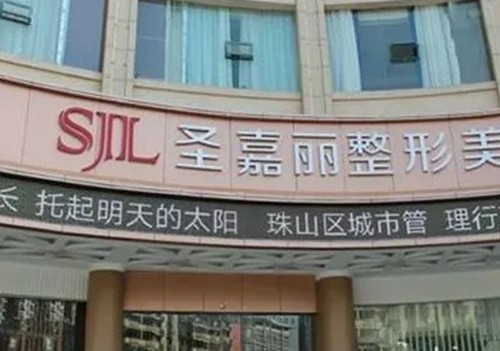 SJL 圣嘉丽整形美
长 托起明天的太阳 珠山区城市管 理行